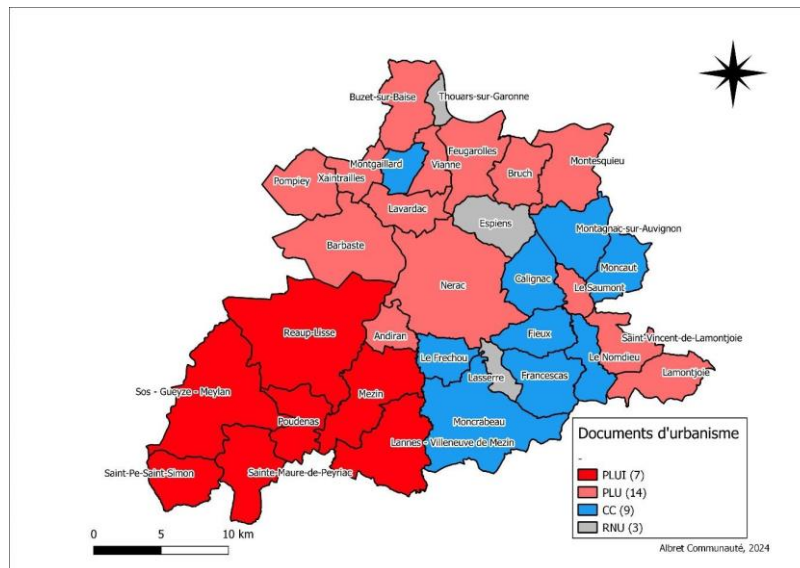 Buzet-sur-Baise
Thouars-sur-Garonne
Feugarolles
Montgaillard
Vianne
Montesquieu
Xaintrailles
Bruch
Pompiey
Lavardac
Espiens
Montagnac-sur-Auvignon
Barbaste
Moncaut
Calignac
Nerac
Le Saumont
Reaup-Lisse
Andiran
Fieux
Saint-Vincent-de-Lamontjoie
Le Frechou
Le Nomdieu
Lamontjoie
Lasserre
Francescas
Sos - Gueyze - Meylan
Mezin
Poudenas
Moncrabeau
Lannes - Villeneuve de Mezin
Saint-Pe-Saint-Simon
Sainte-Maure-de-Peyriac
Documents d'urbanisme
-
PLUI (7)
PLU (14)
CC (9)
RNU (3)
0 5 10 km
Albret Communauté, 2024